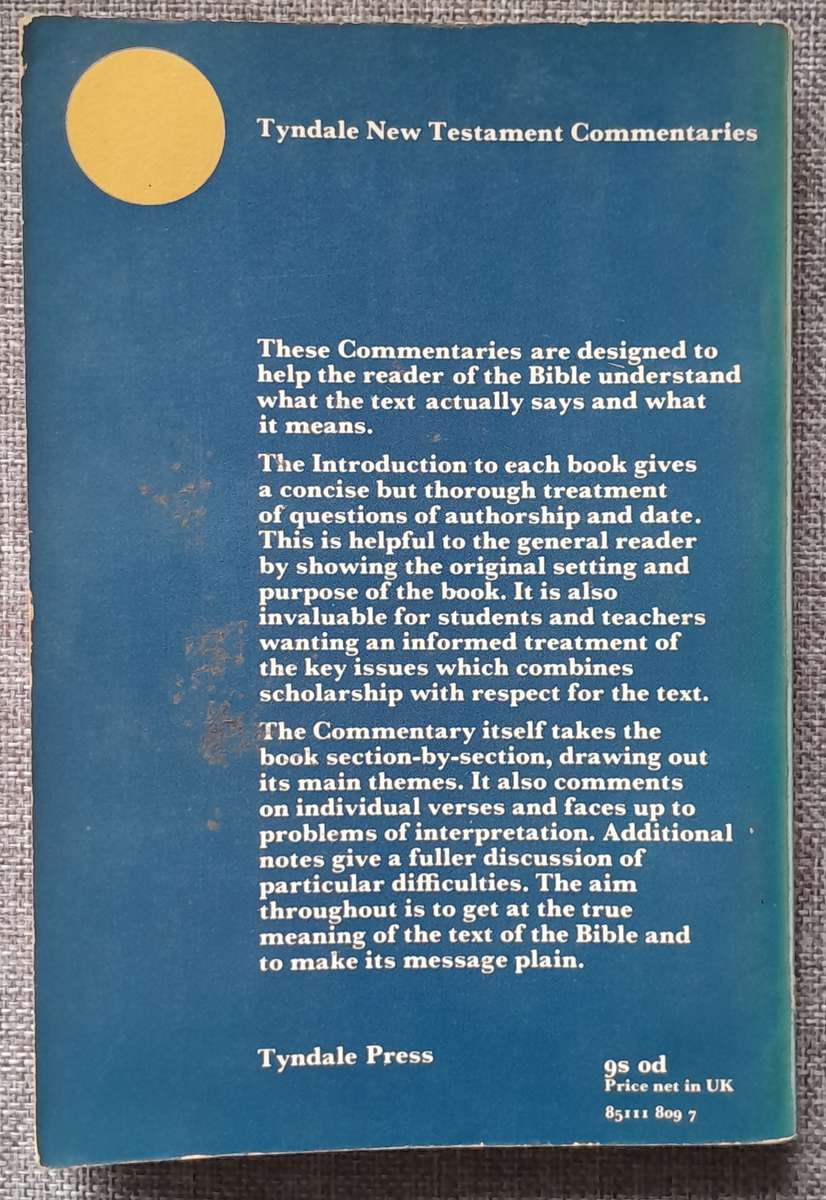 Tyndale New Testament Commentaries
These Commentaries are designed to
help the reader of the Bible understand
what the text actually says and what
it means.
The Introduction to each book gives
a concise but thorough treatment
of questions of authorship and date.
This is helpful to the general reader
by showing the original setting and
purpose of the book. It is also
invaluable for students and teachers
wanting an informed treatment of
the key issues which combines
scholarship with respect for the text.
The Commentary itself takes the
book section-by-section, drawing out
its main themes. It also comments
on individual verses and faces up to
problems of interpretation. Additional
notes give a fuller discussion of
particular difficulties. The aim
throughout is to get at the true
meaning of the text of the Bible and
to make its message plain.
Tyndale Press
9s 0d
Price net in UK
85111 809 7